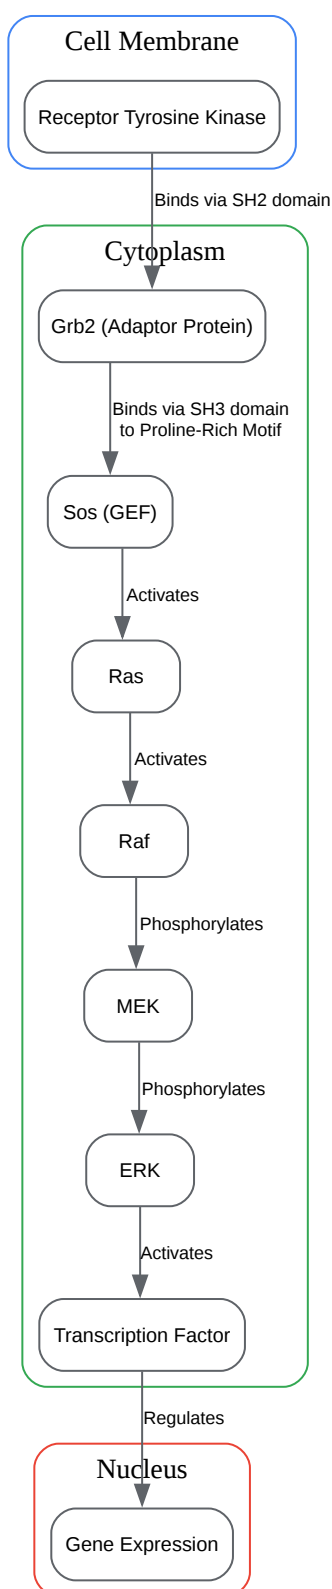 Cell Membrane
Receptor Tyrosine Kinase
Binds via SH2 domain
Cytoplasm
Grb2 (Adaptor Protein)
Binds via SH3 domain
to Proline-Rich Motif
Sos (GEF)
Activates
Ras
Activates
Raf
Phosphorylates
MEK
Phosphorylates
ERK
Activates
Transcription Factor
Regulates
Nucleus
Gene Expression